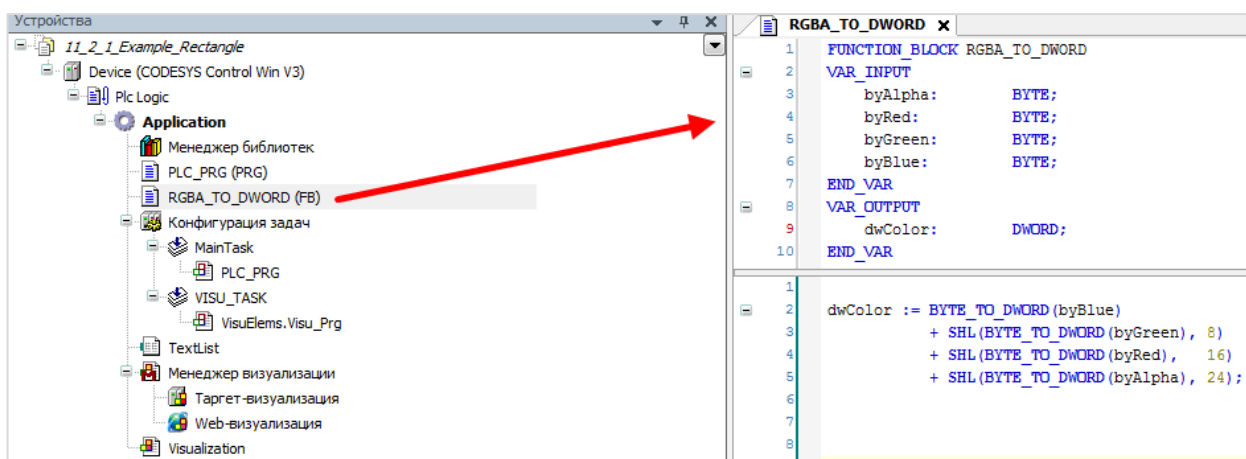 Устройства
11_2_1_Example_Rectangle
Device (CODESYS Control Win V3)
Plc Logic
Application
Менеджер библиотек
PLC_PRG (PRG)
RGBA_TO_DWORD (FB)
Конфигурация задач
MainTask
PLC_PRG
VISU_TASK
VisuElems.Visu_Prg
TextList
Менеджер визуализации
Таргет-визуализация
Web-визуализация
Visualization
RGBA_TO_DWORD X
1 FUNCTION_BLOCK RGBA_TO_DWORD
2 VAR_INPUT
3 byAlpha: BYTE;
4 byRed: BYTE;
5 byGreen: BYTE;
6 byBlue: BYTE;
7 END_VAR
8 VAR_OUTPUT
9 dwColor: DWORD;
10 END_VAR
1
2 dwColor := BYTE_TO_DWORD(byBlue)
3 + SHL(BYTE_TO_DWORD(byGreen), 8)
4 + SHL(BYTE_TO_DWORD(byRed), 16)
5 + SHL(BYTE_TO_DWORD(byAlpha), 24);
6
7
8